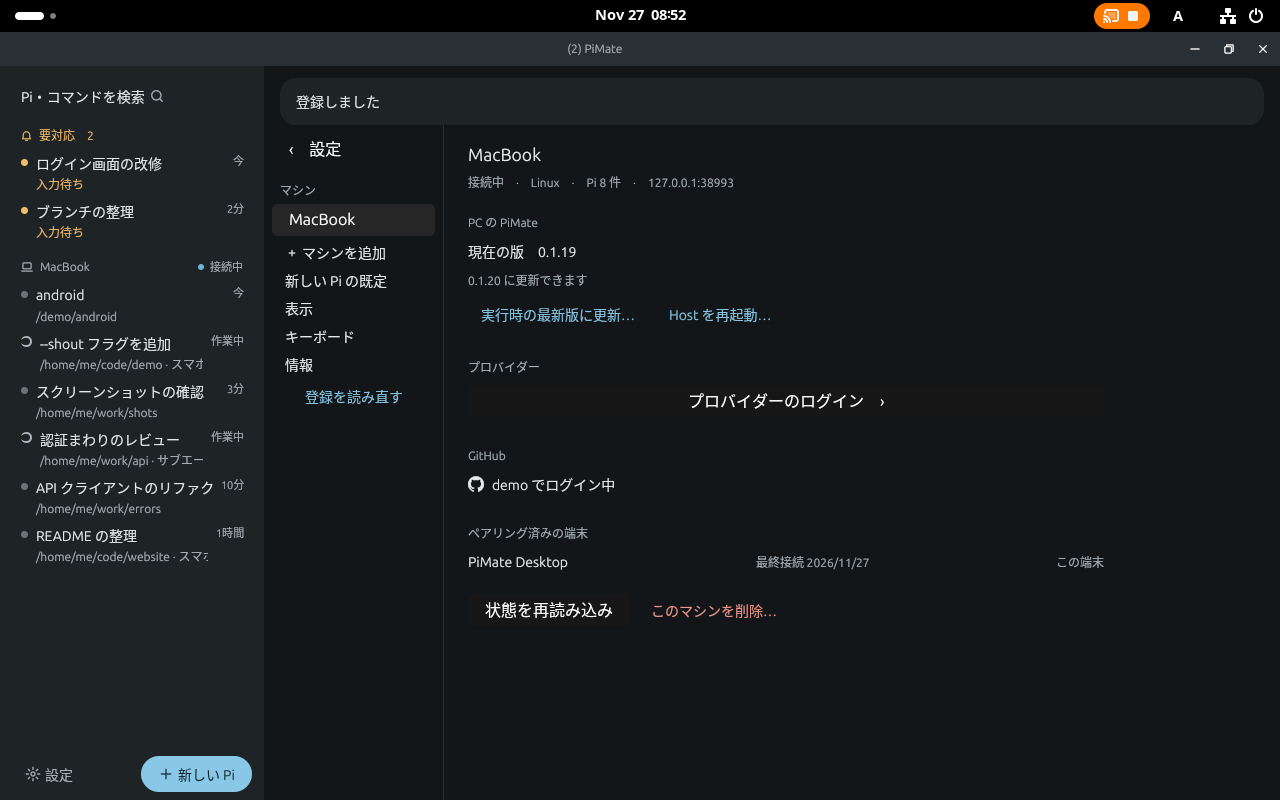 Nov 27 08:52
A
(2) PiMate
Pi・コマンドを検索
要対応 2
ログイン画面の改修 今
入力待ち
ブランチの整理 2分
入力待ち
MacBook 接続中
android 今
/demo/android
--shout フラグを追加 作業中
/home/me/code/demo · スマホ
スクリーンショットの確認 3分
/home/me/work/shots
認証まわりのレビュー 作業中
/home/me/work/api · サブエー
API クライアントのリファク 10分
/home/me/work/errors
README の整理 1時間
/home/me/code/website · スマホ
設定
+ 新しい Pi
登録しました
‹ 設定
マシン
MacBook
+ マシンを追加
新しい Pi の既定
表示
キーボード
情報
登録を読み直す
MacBook
接続中 · Linux · Pi 8 件 · 127.0.0.1:38993
PC の PiMate
現在の版 0.1.19
0.1.20 に更新できます
実行時の最新版に更新… Host を再起動…
プロバイダー
プロバイダーのログイン ›
GitHub
demo でログイン中
ペアリング済みの端末
PiMate Desktop 最終接続 2026/11/27 この端末
状態を再読み込み このマシンを削除…